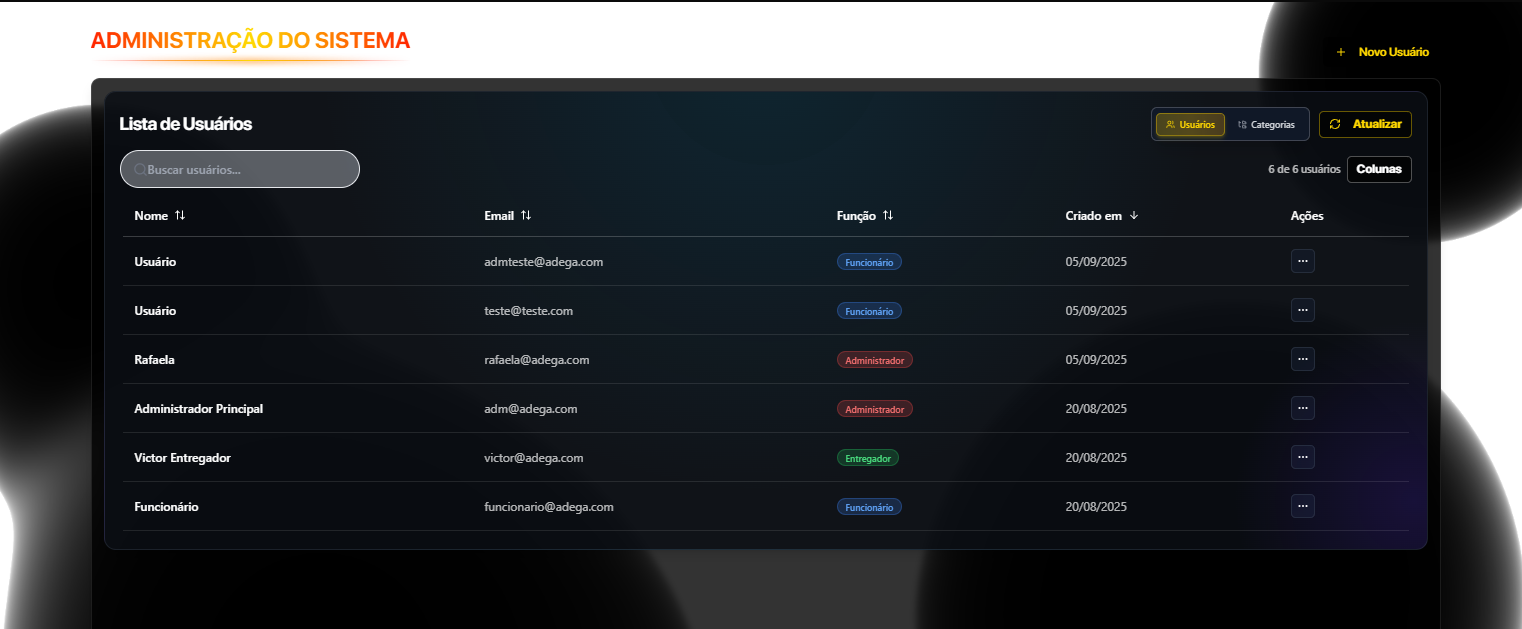 ADMINISTRAÇÃO DO SISTEMA
+ Novo Usuário
Lista de Usuários
Usuários Categorias Atualizar
Buscar usuários...
6 de 6 usuários Colunas
Nome Email Função Criado em Ações
Usuário admteste@adega.com Funcionário 05/09/2025 ...
Usuário teste@teste.com Funcionário 05/09/2025 ...
Rafaela rafaela@adega.com Administrador 05/09/2025 ...
Administrador Principal adm@adega.com Administrador 20/08/2025 ...
Victor Entregador victor@adega.com Entregador 20/08/2025 ...
Funcionário funcionario@adega.com Funcionário 20/08/2025 ...